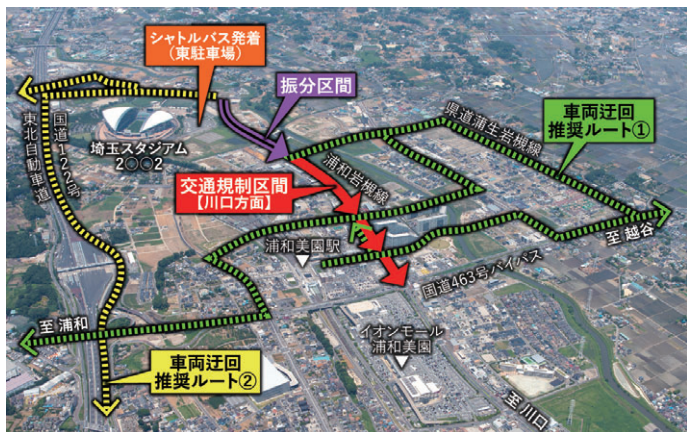 シャトルバス発着
(東駐車場)
振分区間
車両迂回
推奨ルート①
県道蒲生岩槻線
国道122号
東北自動車道
埼玉スタジアム
2○○2
浦和岩槻線
交通規制区間
【川口方面】
至 越谷
浦和美園駅
国道463号バイパス
至 浦和
イオンモール
浦和美園
車両迂回
推奨ルート②
至 川口